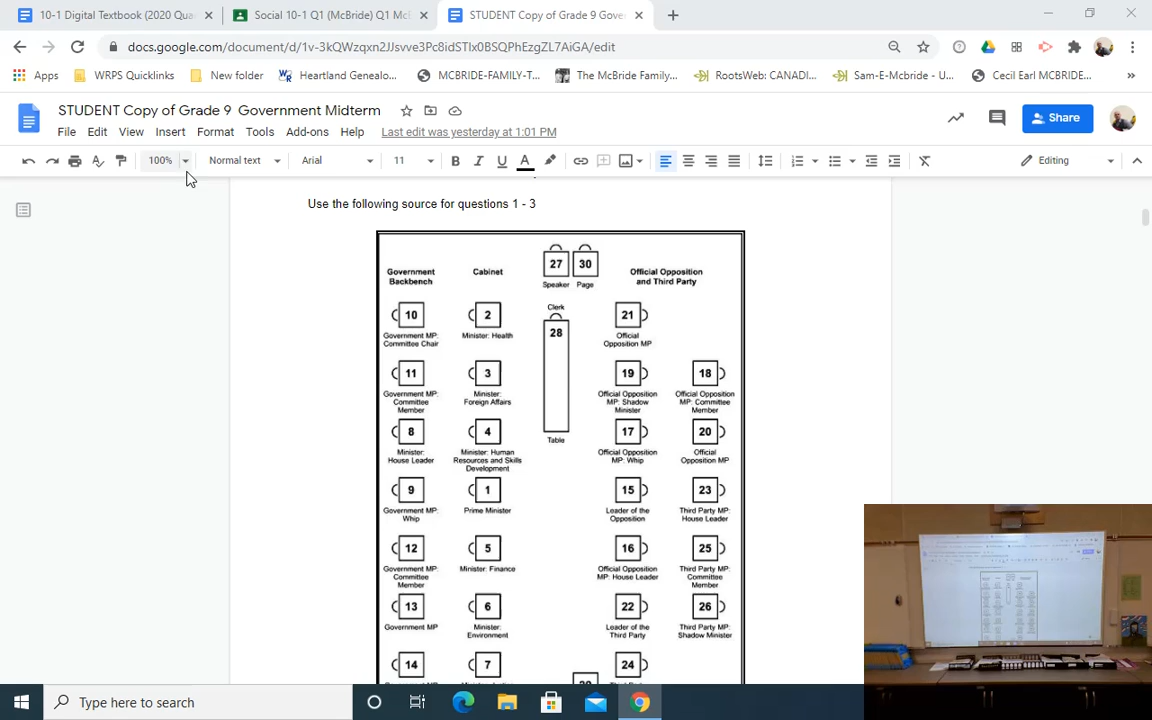 10-1 Digital Textbook (2020 Qua
Social 10-1 Q1 (McBride) Q1 McB
STUDENT Copy of Grade 9 Gove
docs.google.com/document/d/1v-3kQWzqxn2JJsvve3Pc8idSTIx0BSQPhEzgZL7AiGA/edit
Apps
WRPS Quicklinks
New folder
Heartland Genealo...
MCBRIDE-FAMILY-T...
The McBride Family...
RootsWeb: CANADI...
Sam-E-Mcbride - U...
Cecil Earl MCBRIDE...
STUDENT Copy of Grade 9 Government Midterm
File Edit View Insert Format Tools Add-ons Help Last edit was yesterday at 1:01 PM
Share
100% Normal text Arial 11 Editing
Use the following source for questions 1 - 3
Government Backbench
Cabinet
27 30
Speaker Page
Official Opposition and Third Party
Clerk
28
Table
10
Government MP: Committee Chair
2
Minister: Health
21
Official Opposition MP
11
Government MP: Committee Member
3
Minister: Foreign Affairs
19
Official Opposition MP: Shadow Minister
18
Official Opposition MP: Committee Member
8
Minister: House Leader
4
Minister: Human Resources and Skills Development
17
Official Opposition MP: Whip
20
Official Opposition MP
9
Government MP: Whip
1
Prime Minister
15
Leader of the Opposition
23
Third Party MP: House Leader
12
Government MP: Committee Member
5
Minister: Finance
16
Official Opposition MP: House Leader
25
Third Party MP: Committee Member
13
Government MP
6
Minister: Environment
22
Leader of the Third Party
26
Third Party MP: Shadow Minister
14
7
24
Type here to search